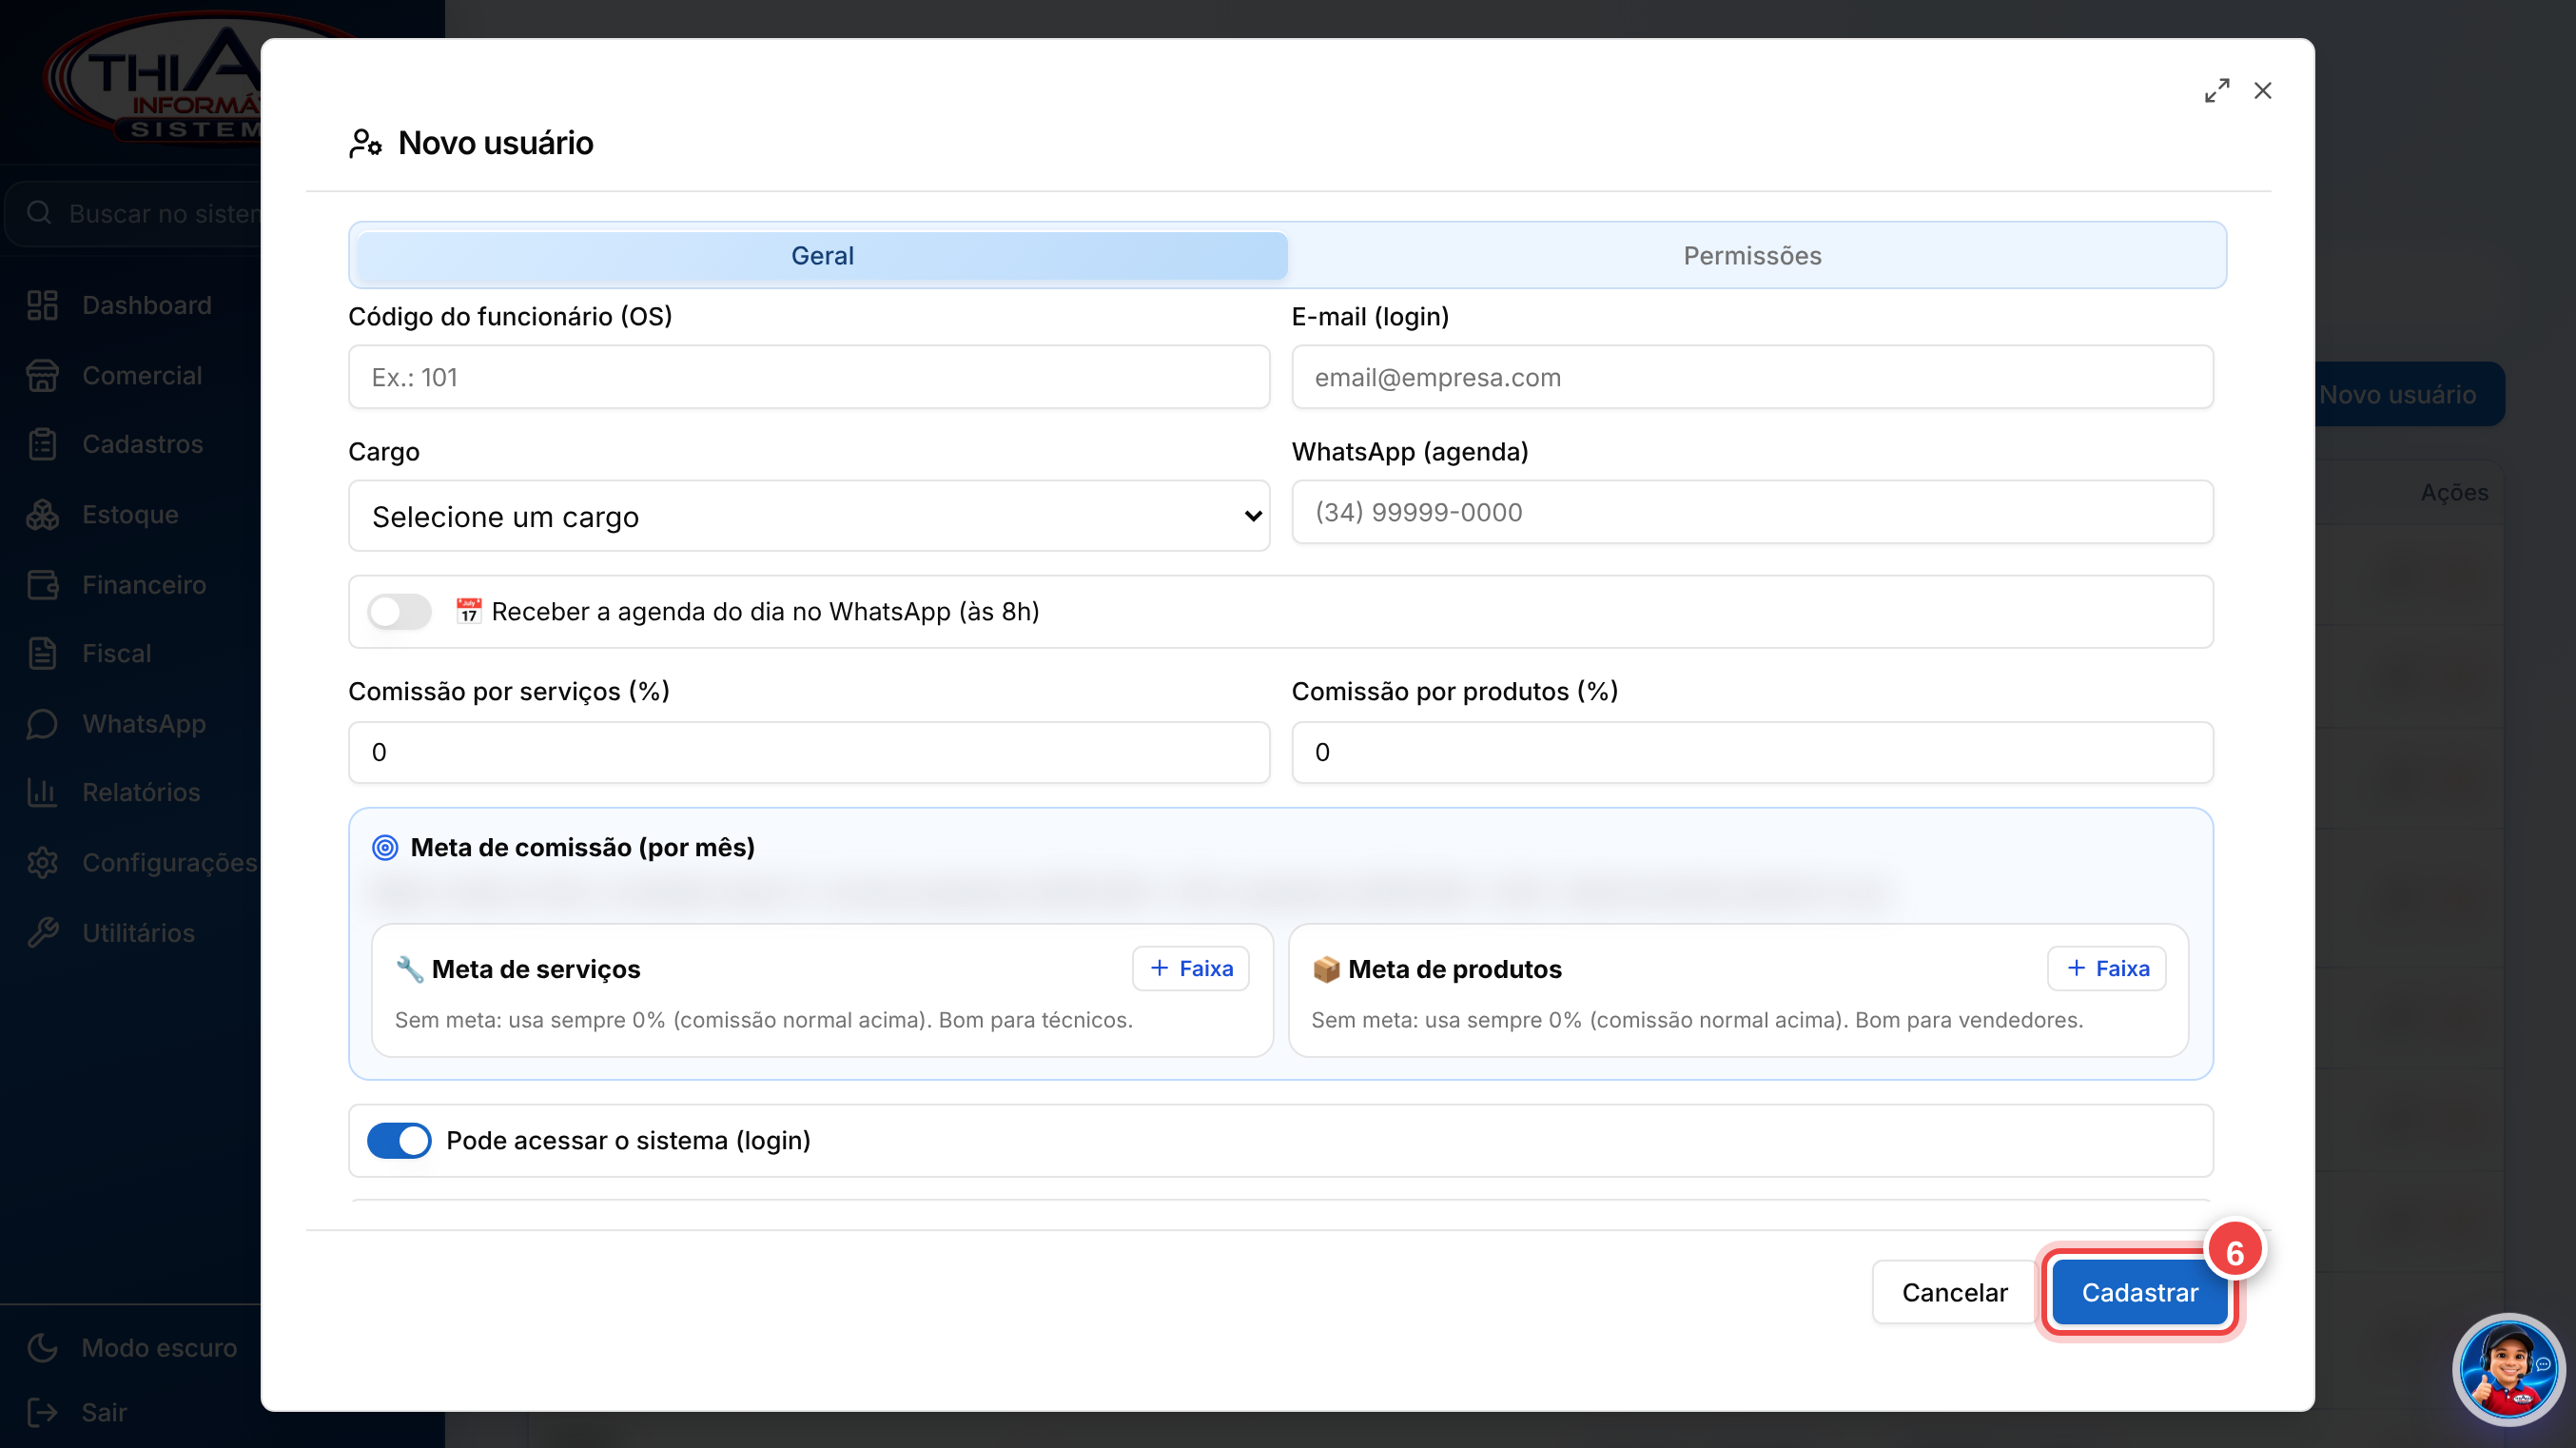 THIA
INFORMÁ
SISTEM
Buscar no sistem
Dashboard
Comercial
Cadastros
Estoque
Financeiro
Fiscal
WhatsApp
Relatórios
Configurações
Utilitários
Modo escuro
Sair
Novo usuário
Ações
Novo usuário
Geral
Permissões
Código do funcionário (OS)
E-mail (login)
Ex.: 101
email@empresa.com
Cargo
WhatsApp (agenda)
Selecione um cargo
(34) 99999-0000
July 17 Receber a agenda do dia no WhatsApp (às 8h)
Comissão por serviços (%)
Comissão por produtos (%)
0
0
Meta de comissão (por mês)
Meta de serviços
+ Faixa
Sem meta: usa sempre 0% (comissão normal acima). Bom para técnicos.
Meta de produtos
+ Faixa
Sem meta: usa sempre 0% (comissão normal acima). Bom para vendedores.
Pode acessar o sistema (login)
Cancelar
Cadastrar
6